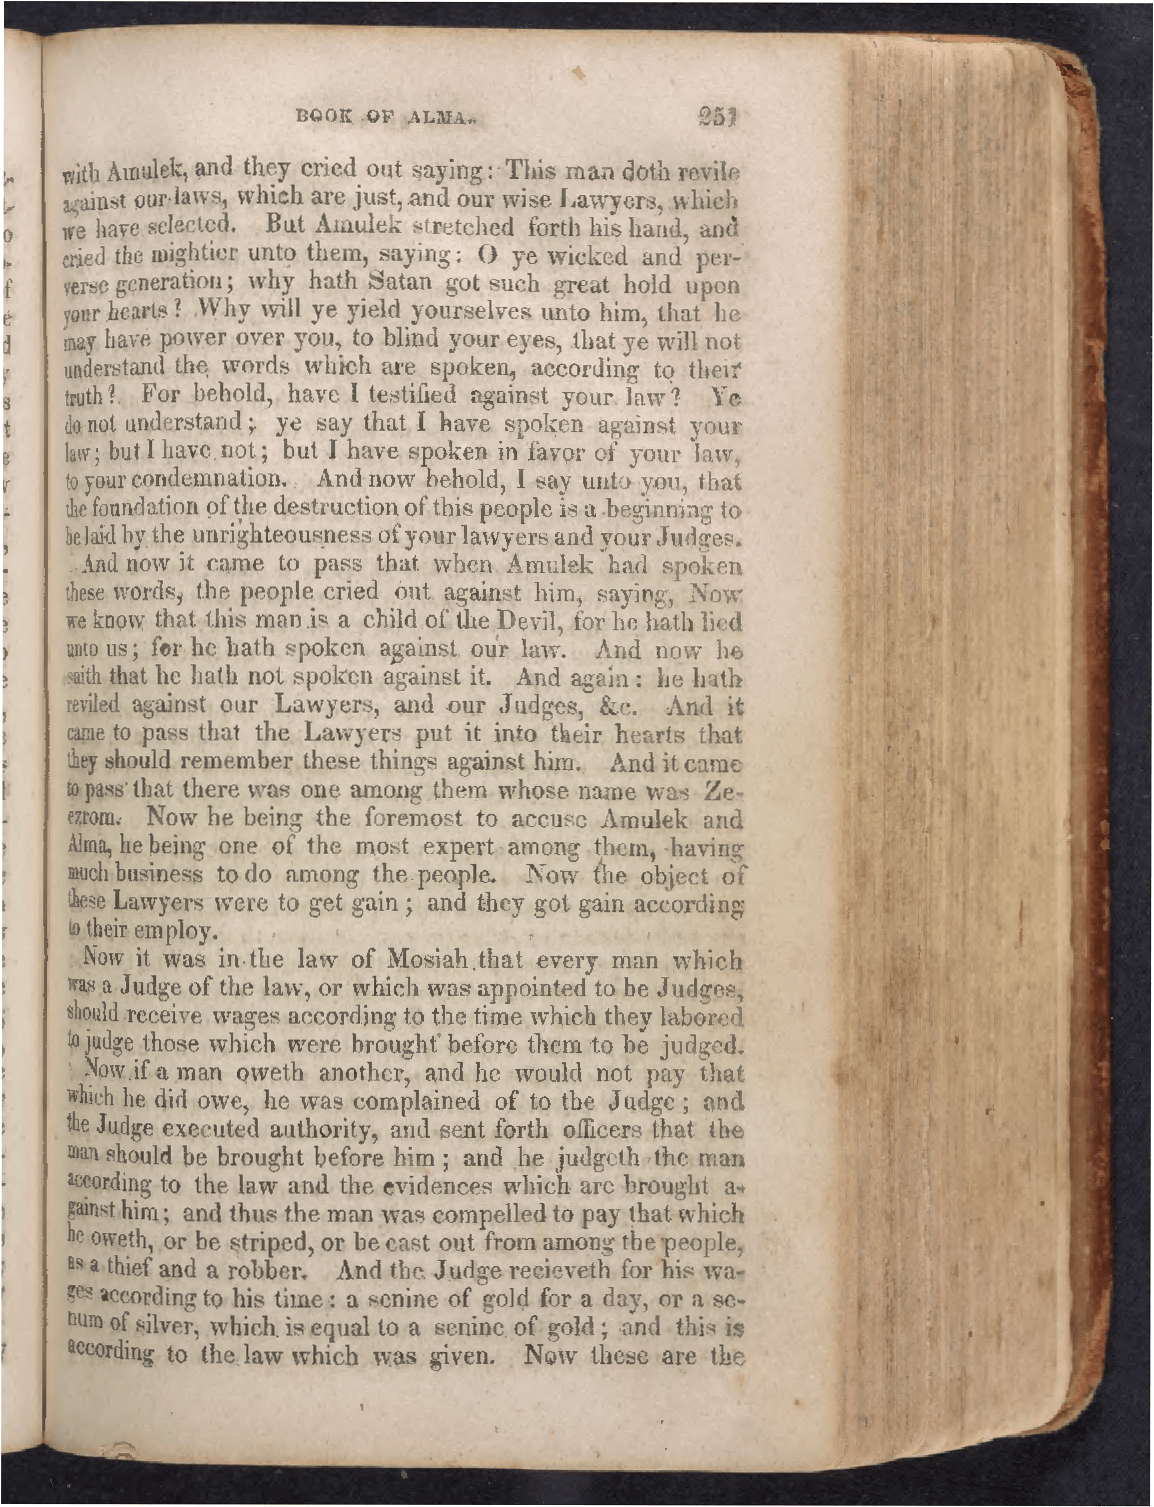 BOOK OF ALMA. 251
with Amulek, and they cried out saying: This man doth revile
against our laws, which are just, and our wise Lawyers, which
we have selected. But Amulek stretched forth his hand, and
cried the mightier unto them, saying: O ye wicked and per-
verse generation; why hath Satan got such great hold upon
your hearts? Why will ye yield yourselves unto him, that he
may have power over you, to blind your eyes, that ye will not
understand the words which are spoken, according to their
truth? For behold, have I testified against your law? Ye
do not understand; ye say that I have spoken against your
law; but I have not; but I have spoken in favor of your law,
to your condemnation. And now behold, I say unto you, that
the foundation of the destruction of this people is a beginning to
be laid by the unrighteousness of your lawyers and your Judges.
And now it came to pass that when Amulek had spoken
these words, the people cried out against him, saying, Now
we know that this man is a child of the Devil, for he hath lied
unto us; for he hath spoken against our law. And now he
saith that he hath not spoken against it. And again: he hath
reviled against our Lawyers, and our Judges, &c. And it
came to pass that the Lawyers put it into their hearts that
they should remember these things against him. And it came
to pass that there was one among them whose name was Ze-
ezrom. Now he being the foremost to accuse Amulek and
Alma, he being one of the most expert among them, having
much business to do among the people. Now the object of
these Lawyers were to get gain; and they got gain according
to their employ.
Now it was in the law of Mosiah that every man which
was a Judge of the law, or which was appointed to be Judges,
should receive wages according to the time which they labored
to judge those which were brought before them to be judged.
Now if a man oweth another, and he would not pay that
which he did owe, he was complained of to the Judge; and
the Judge executed authority, and sent forth officers that the
man should be brought before him; and he judgeth the man
according to the law and the evidences which are brought a-
gainst him; and thus the man was compelled to pay that which
he oweth, or be striped, or be cast out from among the people,
as a thief and a robber. And the Judge recieveth for his wa-
ges according to his time: a senine of gold for a day, or a se-
num of silver, which is equal to a senine of gold; and this is
according to the law which was given. Now these are the